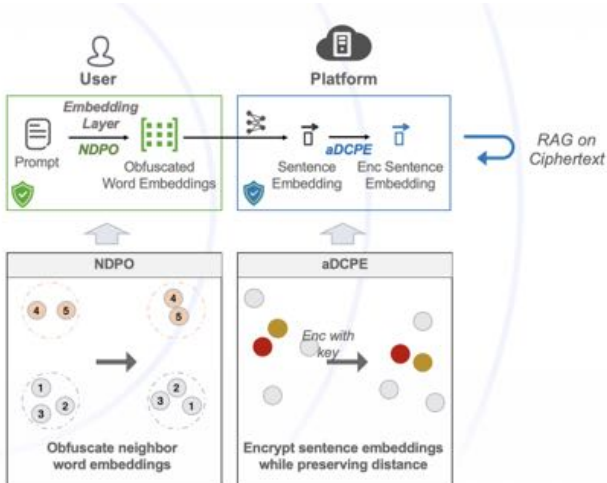 User
Platform
Embedding
Layer
NDPO
Prompt
Obfuscated
Word Embeddings
aDCPE
Sentence
Embedding
Enc Sentence
Embedding
RAG on
Ciphertext
NDPO
4 5
4
5
1
3 2
2
3 1
Obfuscate neighbor
word embeddings
aDCPE
Enc with
key
Encrypt sentence embeddings
while preserving distance